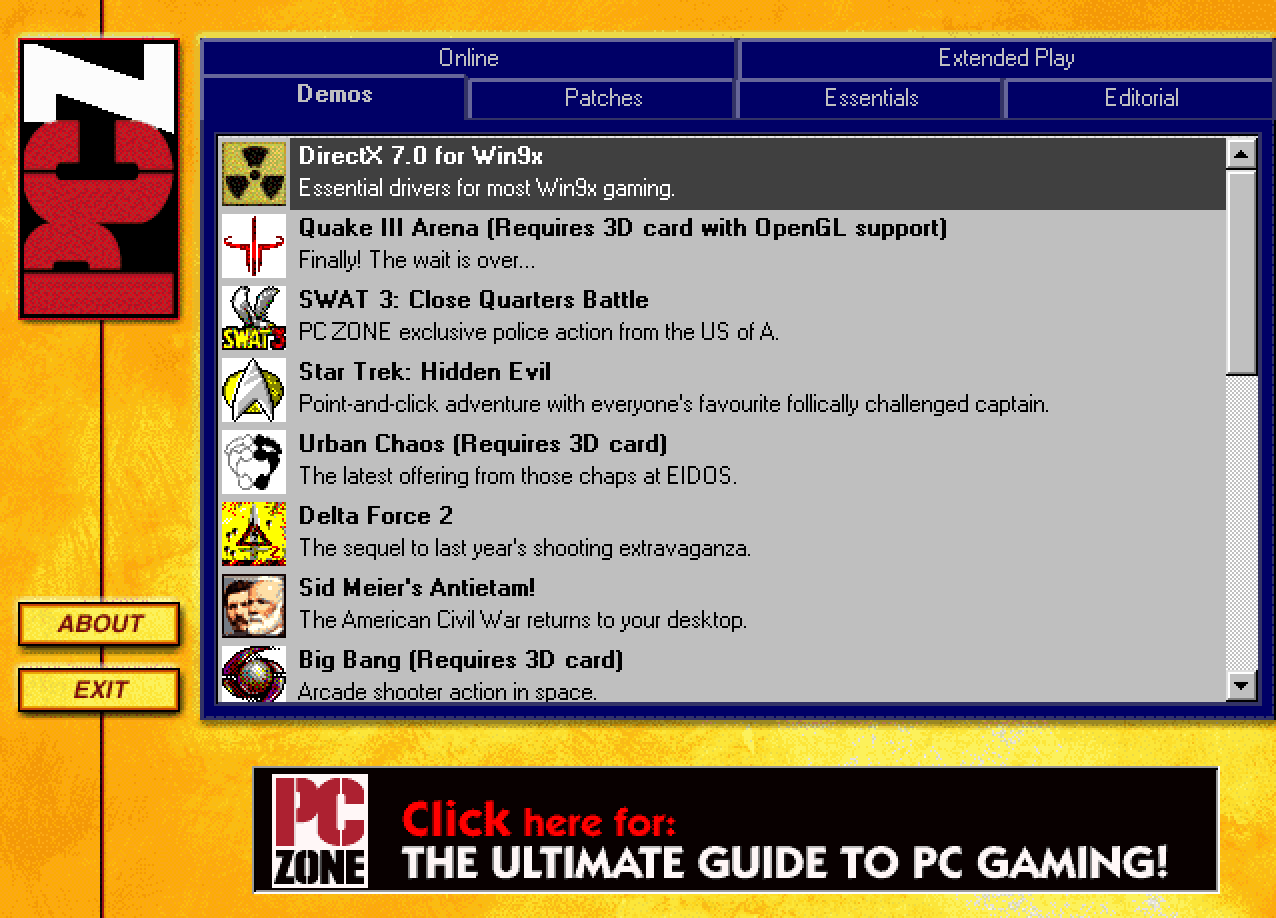 PCZ
Online
Extended Play
Demos
Patches
Essentials
Editorial
DirectX 7.0 for Win9x
Essential drivers for most Win9x gaming.
Quake III Arena (Requires 3D card with OpenGL support)
Finally! The wait is over...
SWAT 3: Close Quarters Battle
PC ZONE exclusive police action from the US of A.
SWAT 3
Star Trek: Hidden Evil
Point-and-click adventure with everyone's favourite follically challenged captain.
Urban Chaos (Requires 3D card)
The latest offering from those chaps at EIDOS.
Delta Force 2
The sequel to last year's shooting extravaganza.
Sid Meier's Antietam!
The American Civil War returns to your desktop.
Big Bang (Requires 3D card)
Arcade shooter action in space.
ABOUT
EXIT
PC
ZONE
Click here for:
THE ULTIMATE GUIDE TO PC GAMING!